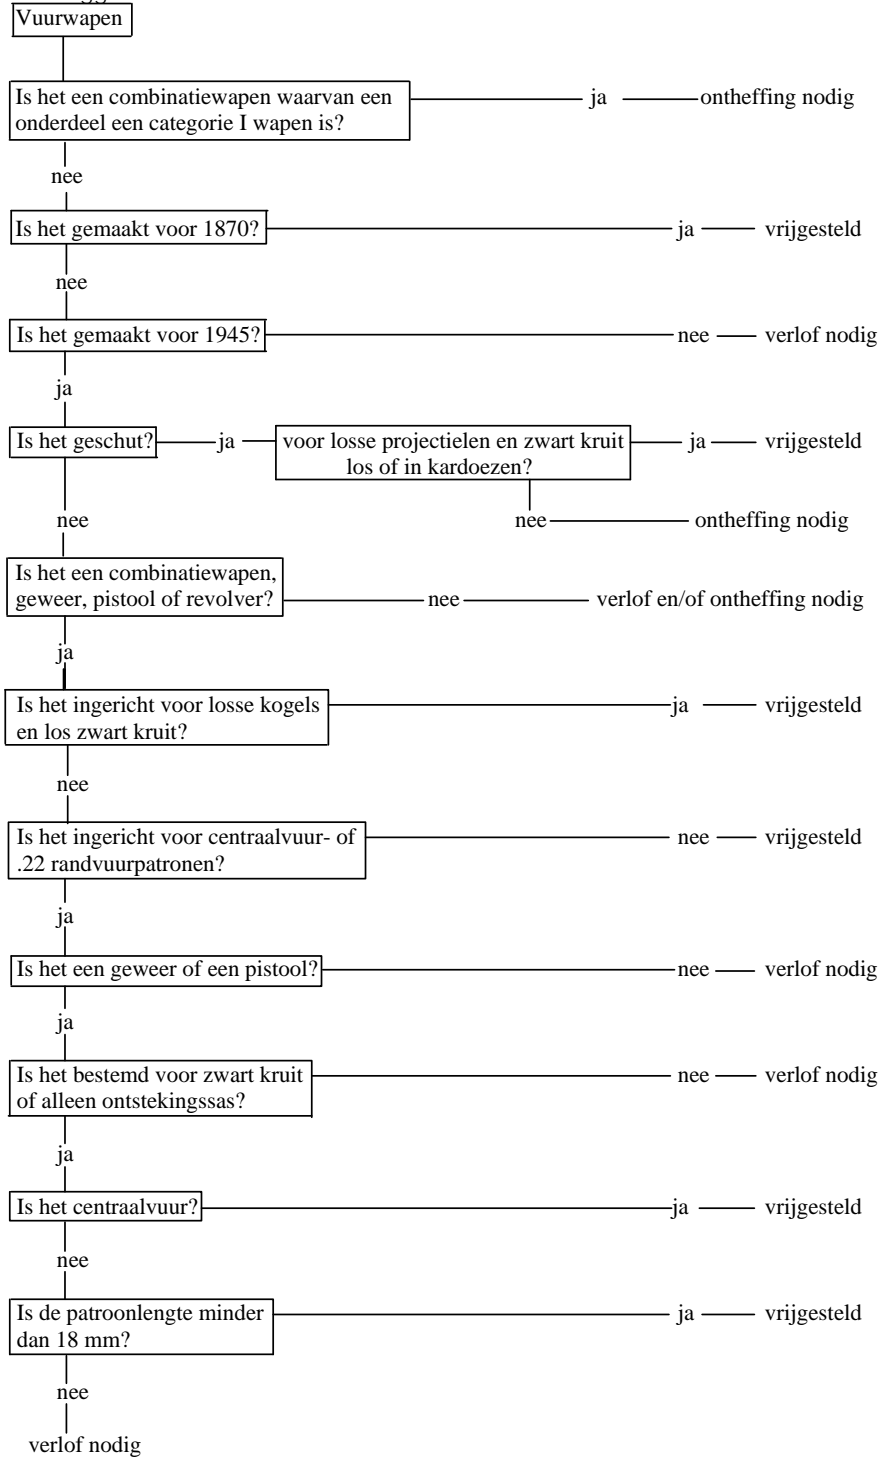 Vuurwapen
Is het een combinatiewapen waarvan een ja ontheffing nodig
onderdeel een categorie I wapen is?
nee
Is het gemaakt voor 1870? ja vrijgesteld
nee
Is het gemaakt voor 1945? nee verlof nodig
ja
Is het geschut? ja voor losse projectielen en zwart kruit ja vrijgesteld
los of in kardoezen?
nee nee ontheffing nodig
Is het een combinatiewapen,
geweer, pistool of revolver? nee verlof en/of ontheffing nodig
ja
Is het ingericht voor losse kogels ja vrijgesteld
en los zwart kruit?
nee
Is het ingericht voor centraalvuur- of nee vrijgesteld
.22 randvuurpatronen?
ja
Is het een geweer of een pistool? nee verlof nodig
ja
Is het bestemd voor zwart kruit nee verlof nodig
of alleen ontstekingssas?
ja
Is het centraalvuur? ja vrijgesteld
nee
Is de patroonlengte minder ja vrijgesteld
dan 18 mm?
nee
verlof nodig